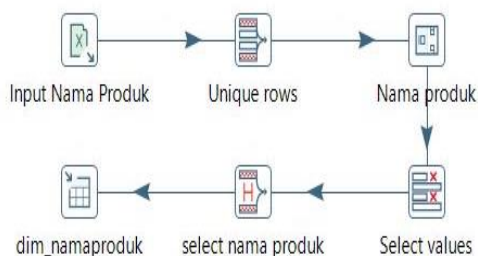 Input Nama Produk
Unique rows
Nama produk
dim_namaproduk
select nama produk
Select values